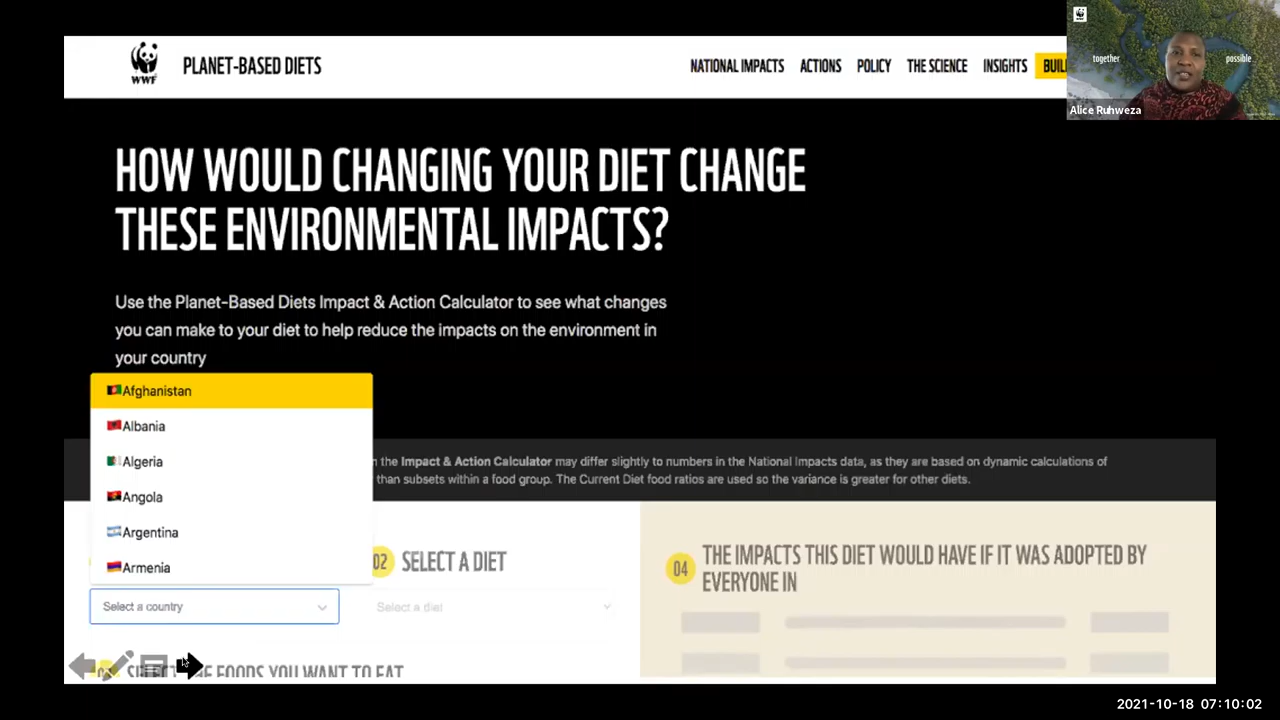 WWF
PLANET-BASED DIETS
NATIONAL IMPACTS
ACTIONS
POLICY
THE SCIENCE
INSIGHTS
together
possible
Alice Ruhweza
HOW WOULD CHANGING YOUR DIET CHANGE
THESE ENVIRONMENTAL IMPACTS?
Use the Planet-Based Diets Impact & Action Calculator to see what changes
you can make to your diet to help reduce the impacts on the environment in
your country
Afghanistan
Albania
Algeria
Angola
Argentina
Armenia
the Impact & Action Calculator may differ slightly to numbers in the National Impacts data, as they are based on dynamic calculations of
than subsets within a food group. The Current Diet food ratios are used so the variance is greater for other diets.
Select a country
02 SELECT A DIET
Select a diet
04 THE IMPACTS THIS DIET WOULD HAVE IF IT WAS ADOPTED BY
EVERYONE IN
FOODS YOU WANT TO EAT
2021-10-18 07:10:02